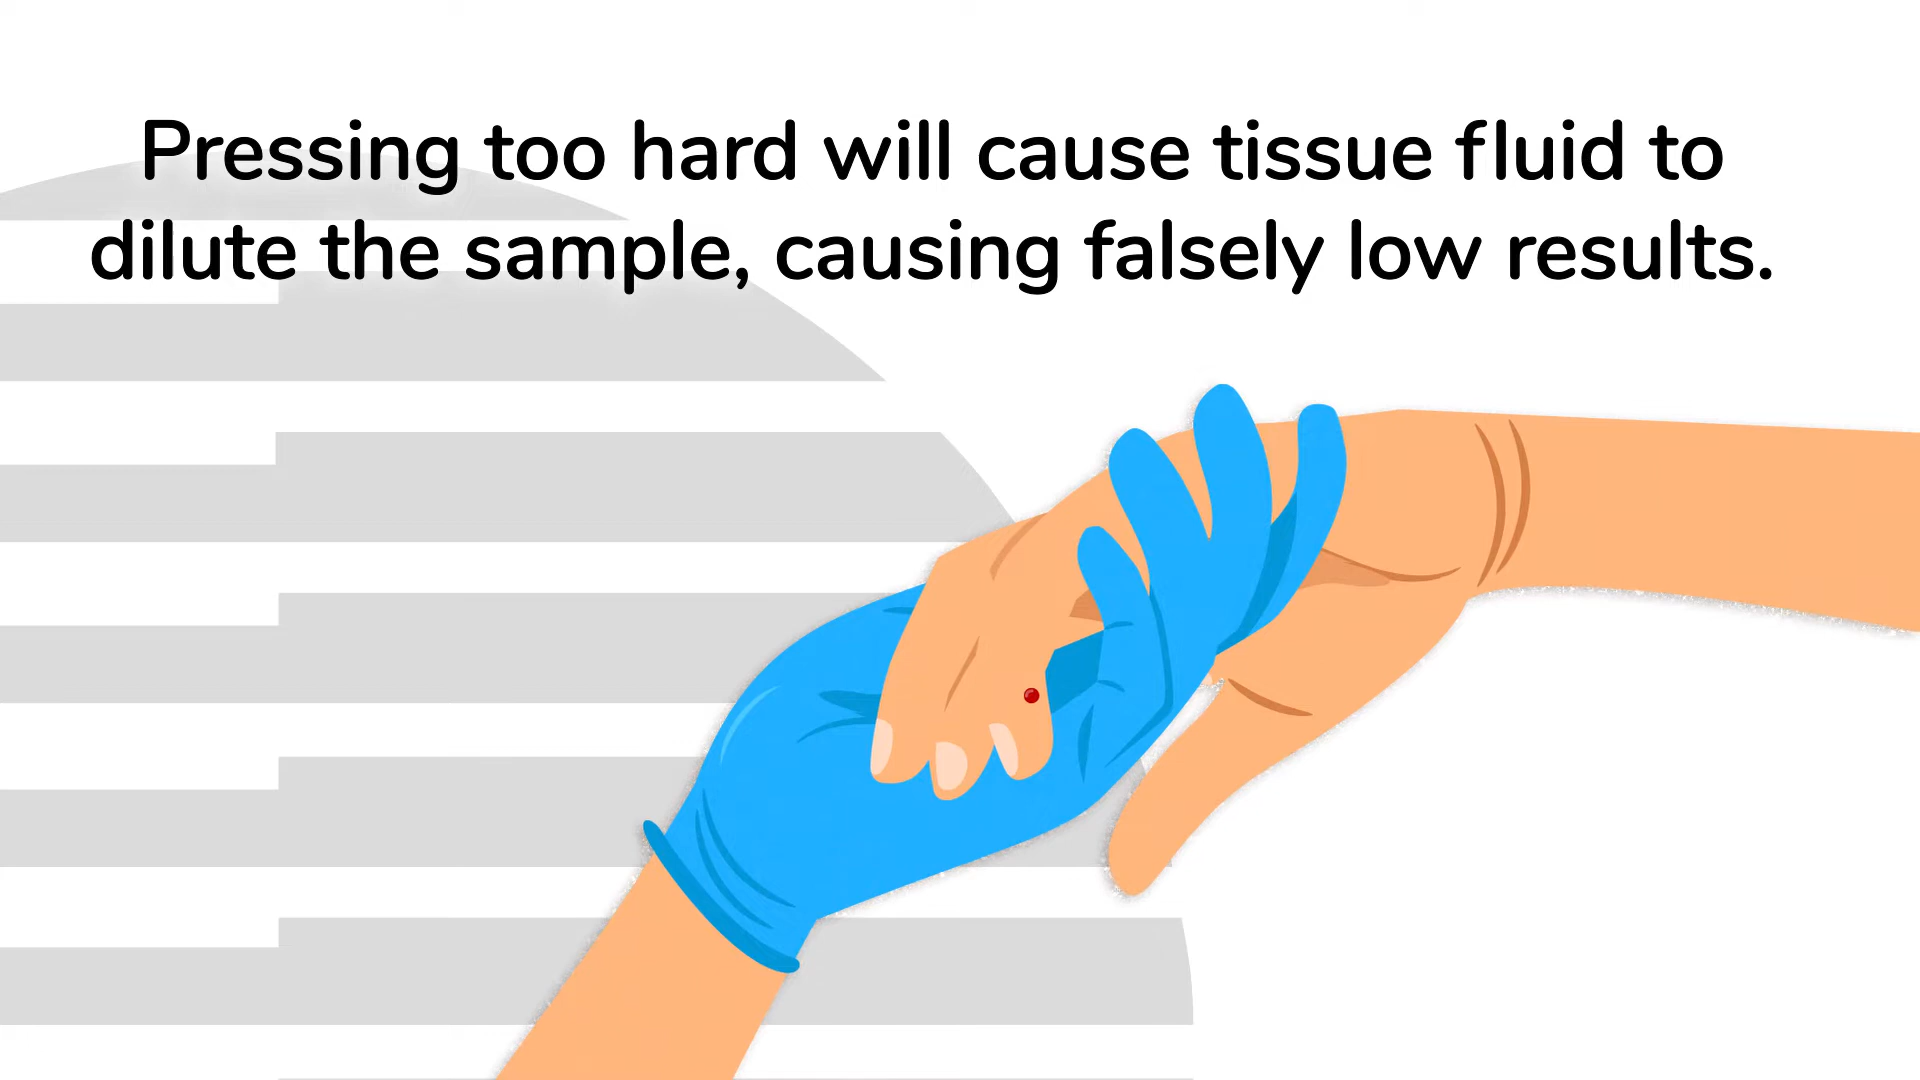 Pressing too hard will cause tissue fluid to
dilute the sample, causing falsely low results.